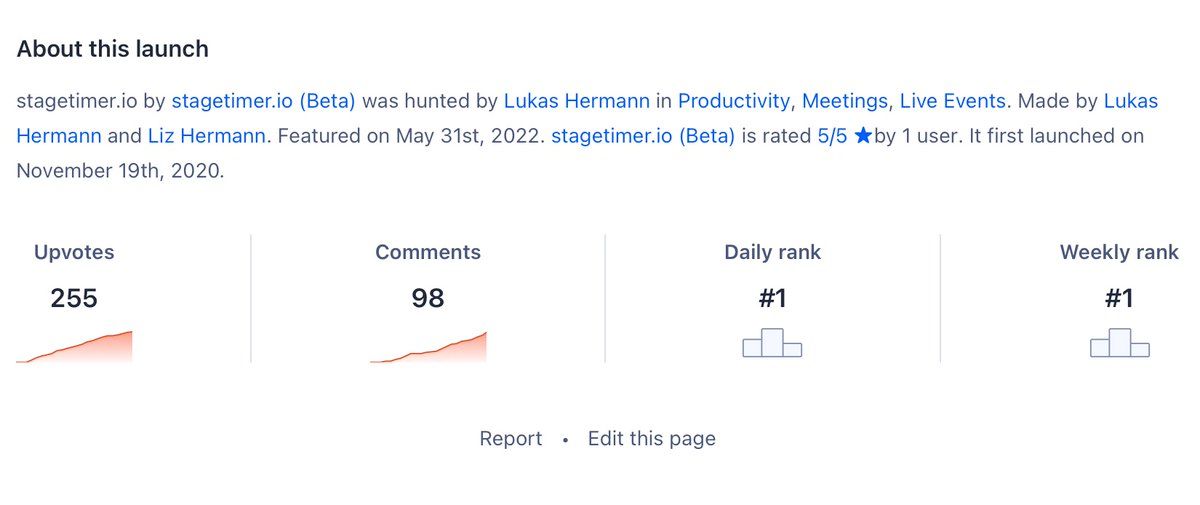 About this launch
stagetimer.io by stagetimer.io (Beta) was hunted by Lukas Hermann in Productivity, Meetings, Live Events. Made by Lukas
Hermann and Liz Hermann. Featured on May 31st, 2022. stagetimer.io (Beta) is rated 5/5 ★by 1 user. It first launched on
November 19th, 2020.
Upvotes Comments Daily rank Weekly rank
255 98 #1 #1
Report • Edit this page